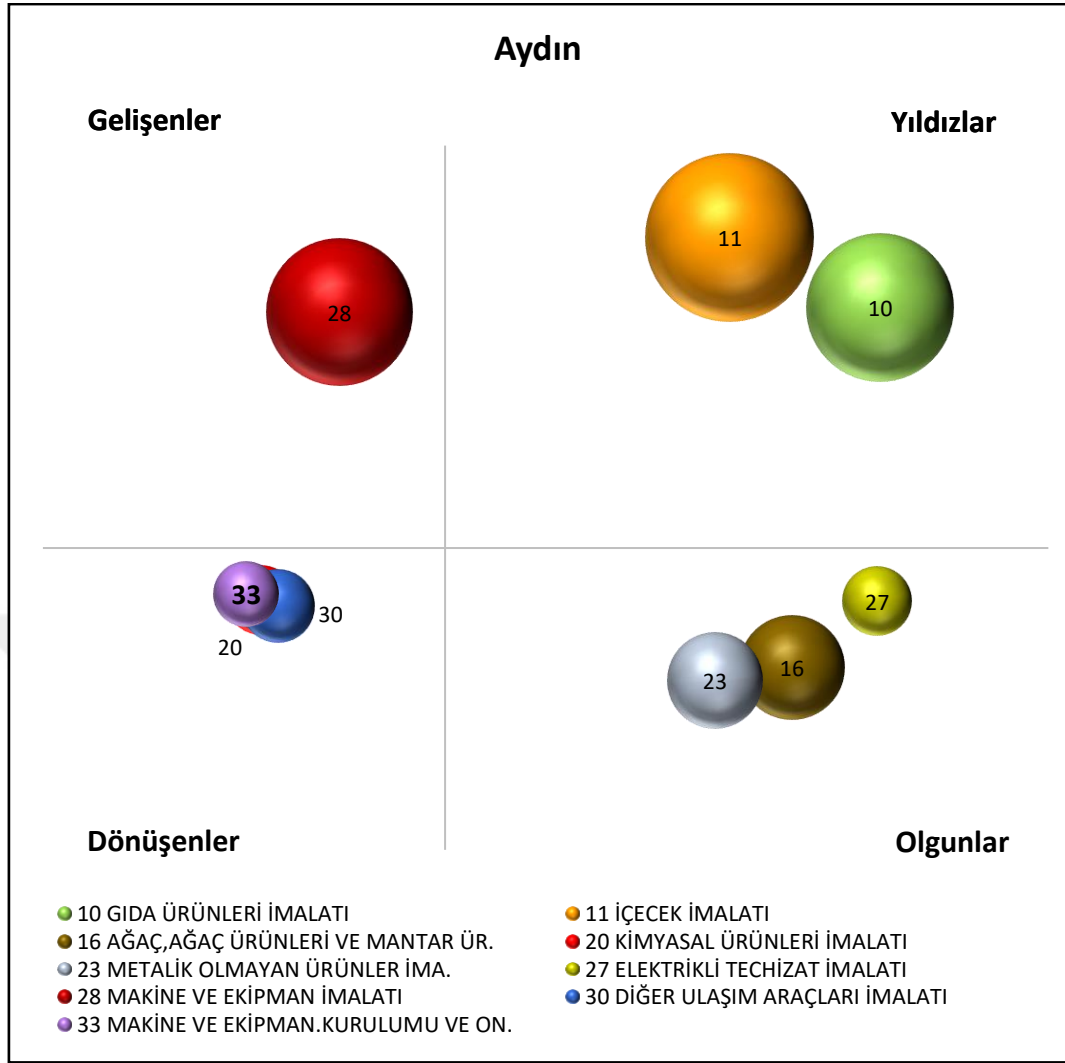 Aydın
Gelişenler
Yıldızlar
11
10
28
33
30
20
27
23
16
Dönüşenler
Olgunlar
10 GIDA ÜRÜNLERİ İMALATI
11 İÇECEK İMALATI
16 AĞAÇ,AĞAÇ ÜRÜNLERİ VE MANTAR ÜR.
20 KİMYASAL ÜRÜNLERİ İMALATI
23 METALİK OLMAYAN ÜRÜNLER İMA.
27 ELEKTRİKLİ TECHİZAT İMALATI
28 MAKİNE VE EKİPMAN İMALATI
30 DİĞER ULAŞIM ARAÇLARI İMALATI
33 MAKİNE VE EKİPMAN.KURULUMU VE ON.